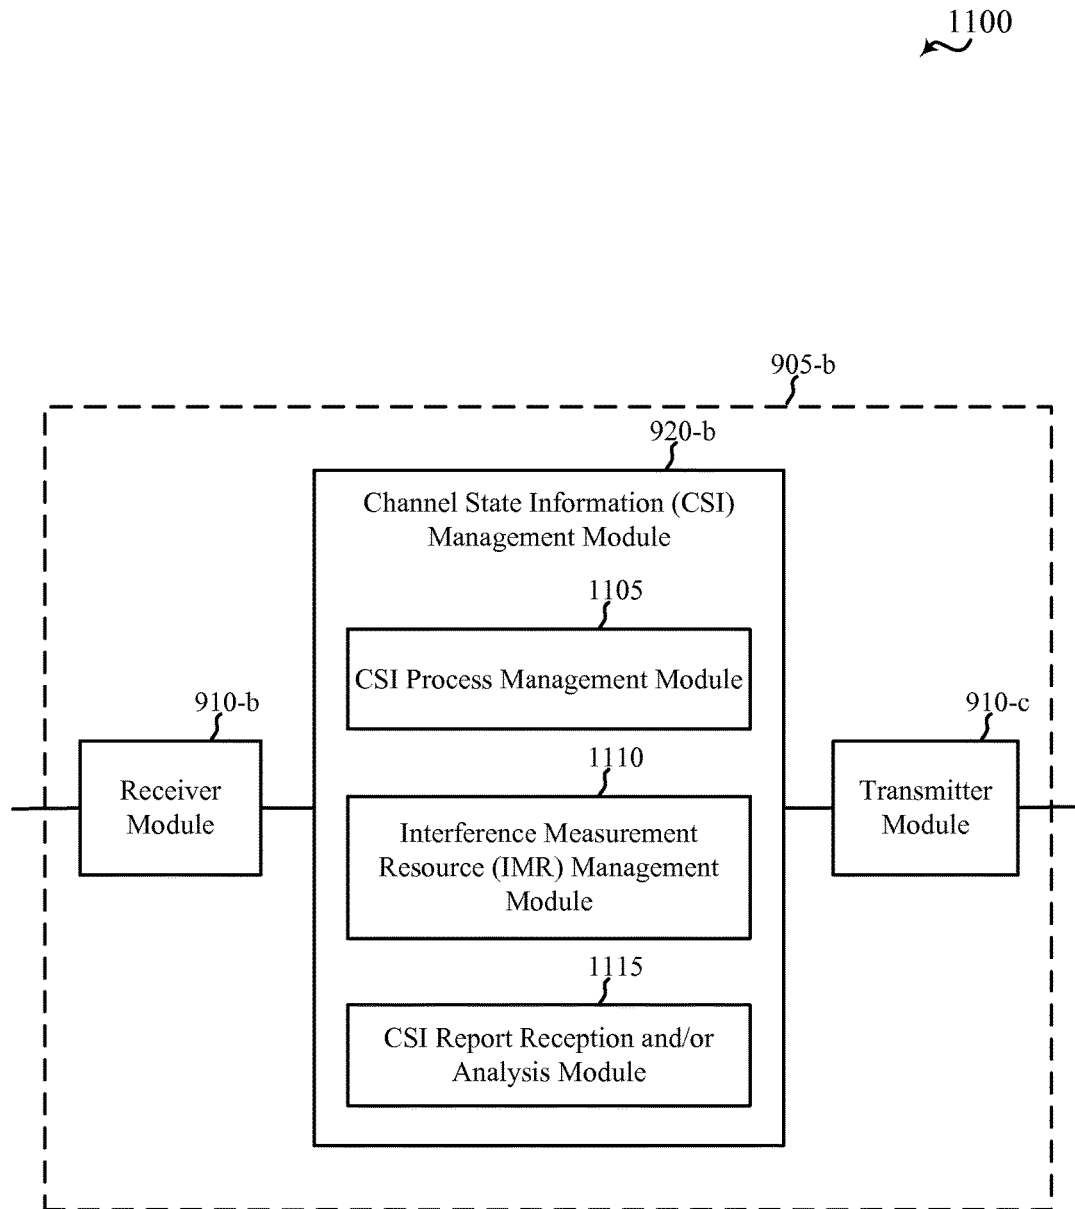 1100
905-b
920-b
Channel State Information (CSI)
Management Module
1105
CSI Process Management Module
910-b
910-c
Receiver
Module
Transmitter
Module
1110
Interference Measurement
Resource (IMR) Management
Module
1115
CSI Report Reception and/or
Analysis Module